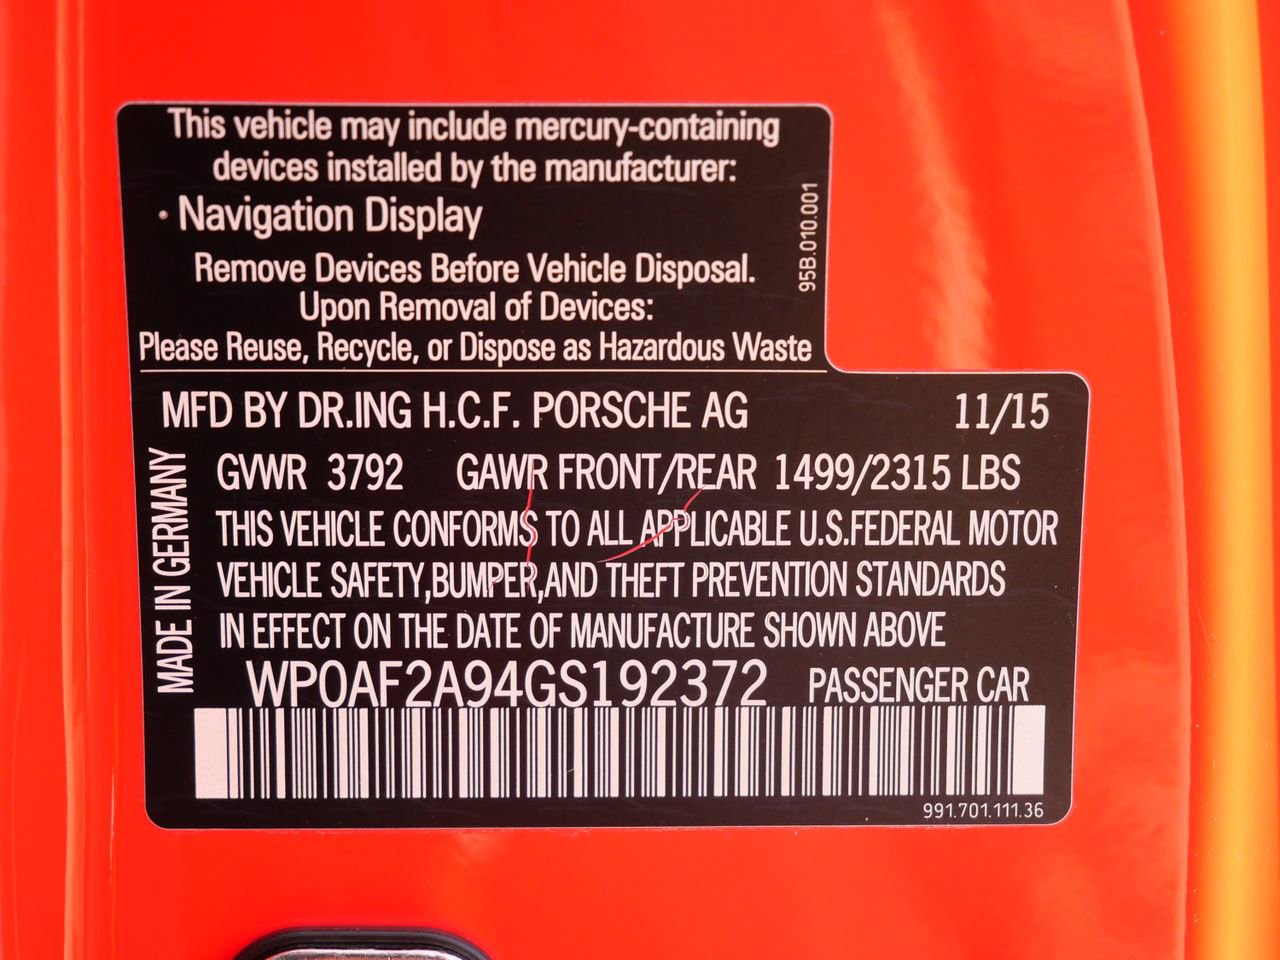 This vehicle may include mercury-containing
devices installed by the manufacturer:
· Navigation Display
Remove Devices Before Vehicle Disposal.
Upon Removal of Devices:
Please Reuse, Recycle, or Dispose as Hazardous Waste
95B.010.001
MFD BY DR.ING H.C.F. PORSCHE AG 11/15
GVWR 3792 GAWR FRONT/REAR 1499/2315 LBS
THIS VEHICLE CONFORMS TO ALL APPLICABLE U.S.FEDERAL MOTOR
VEHICLE SAFETY,BUMPER,AND THEFT PREVENTION STANDARDS
IN EFFECT ON THE DATE OF MANUFACTURE SHOWN ABOVE
MADE IN GERMANY
WP0AF2A94GS192372 PASSENGER CAR
991.701.111.36